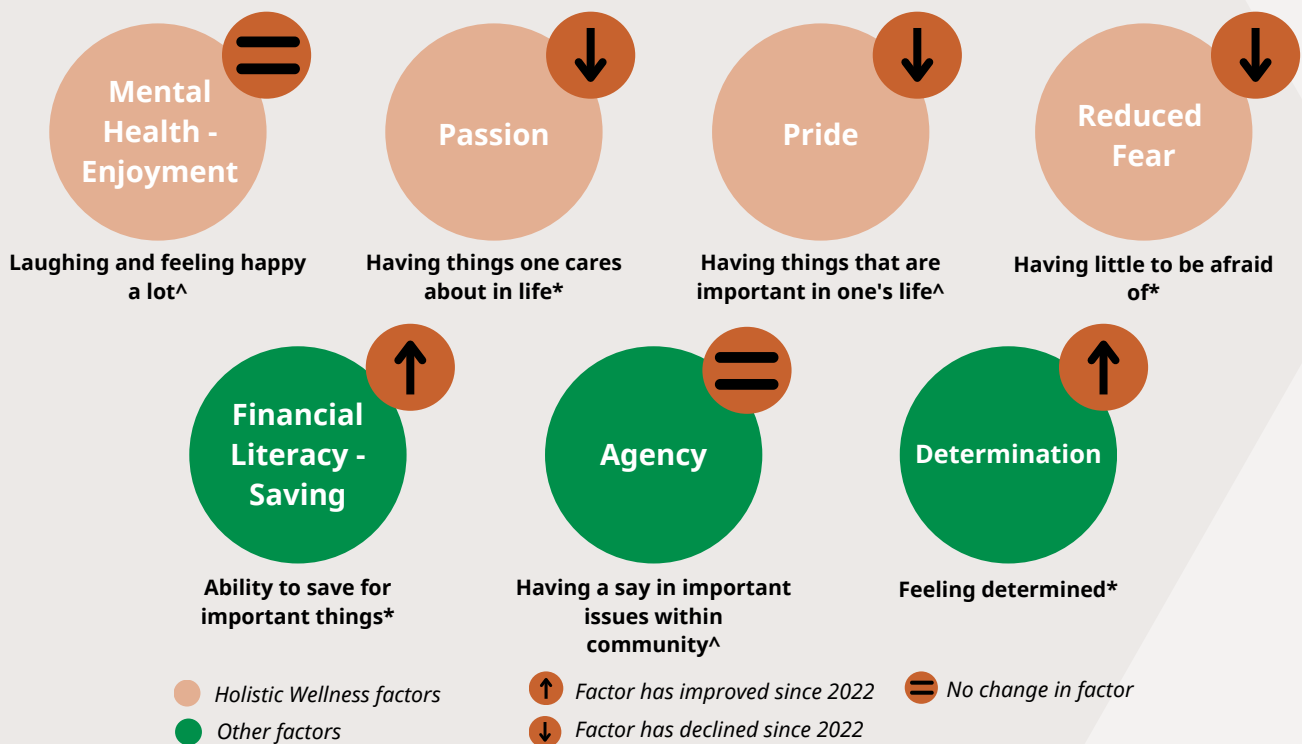 Mental
Health -
Enjoyment
Passion
Pride
Reduced
Fear
Laughing and feeling happy
a lot^
Having things one cares
about in life*
Having things that are
important in one's life^
Having little to be afraid
of*
Financial
Literacy -
Saving
Agency
Determination
Ability to save for
important things*
Having a say in important
issues within
community^
Feeling determined*
Holistic Wellness factors
Other factors
Factor has improved since 2022
Factor has declined since 2022
No change in factor